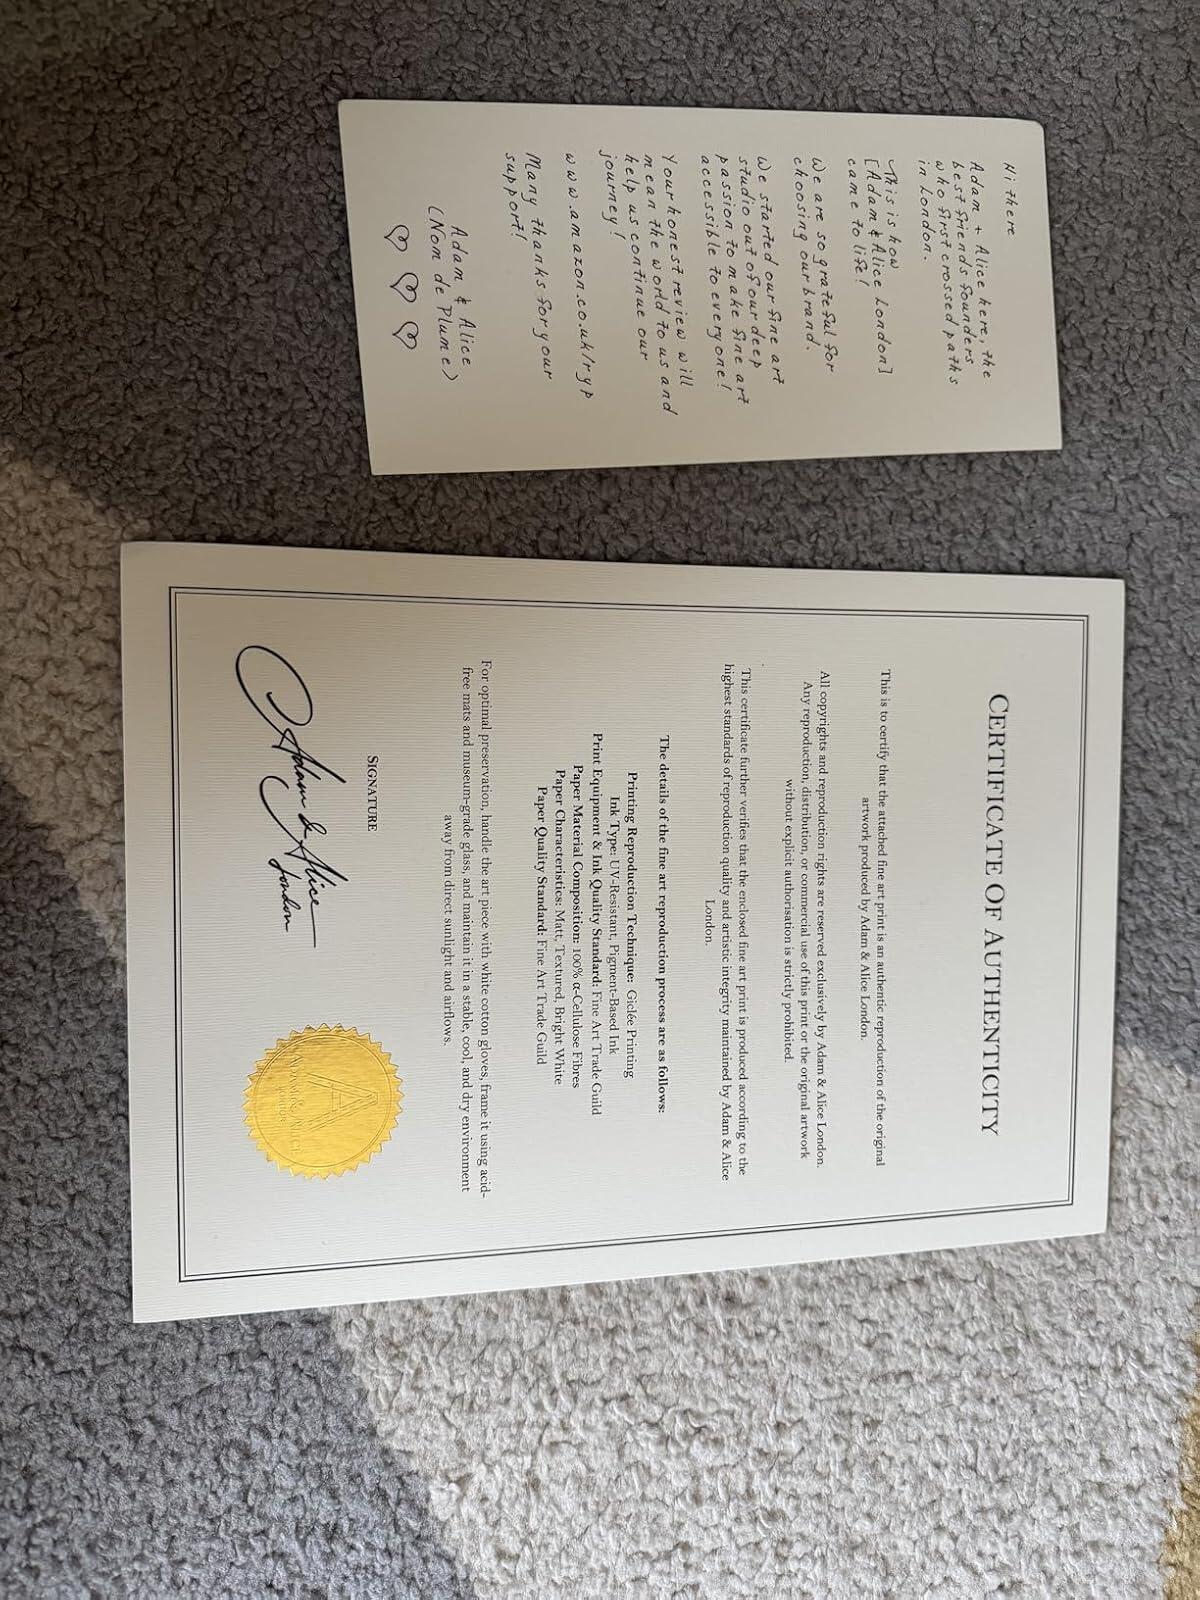 Hi there
Adam + Alice here, the
best friends founders
who first crossed paths
in London.
This is how
[Adam & Alice London]
came to life!
We are so grateful for
choosing our brand.
We started our fine art
studio out of our deep
passion to make fine art
accessible to everyone!
Your honest review will
mean the world to us and
help us continue our
journey!
www.amazon.co.uk/ryp
Many thanks for your
support!
Adam & Alice
(Nom de Plume)
CERTIFICATE OF AUTHENTICITY
This is to certify that the attached fine art print is an authentic reproduction of the original
artwork produced by Adam & Alice London.
All copyrights and reproduction rights are reserved exclusively by Adam & Alice London.
Any reproduction, distribution, or commercial use of this print or the original artwork
without explicit authorisation is strictly prohibited.
This certificate further verifies that the enclosed fine art print is produced according to the
highest standards of reproduction quality and artistic integrity maintained by Adam & Alice
London.
The details of the fine art reproduction process are as follows:
Printing Reproduction Technique: Giclée Printing
Ink Type: UV-Resistant, Pigment-Based Ink
Print Equipment & Ink Quality Standard: Fine Art Trade Guild
Paper Material Composition: 100% α-Cellulose Fibres
Paper Characteristics: Matt, Textured, Bright White
Paper Quality Standard: Fine Art Trade Guild
For optimal preservation, handle the art piece with white cotton gloves, frame it using acid-
free mats and museum-grade glass, and maintain it in a stable, cool, and dry environment
away from direct sunlight and airflows.
SIGNATURE
Adam & Alice
London
A
ADAM & ALICE